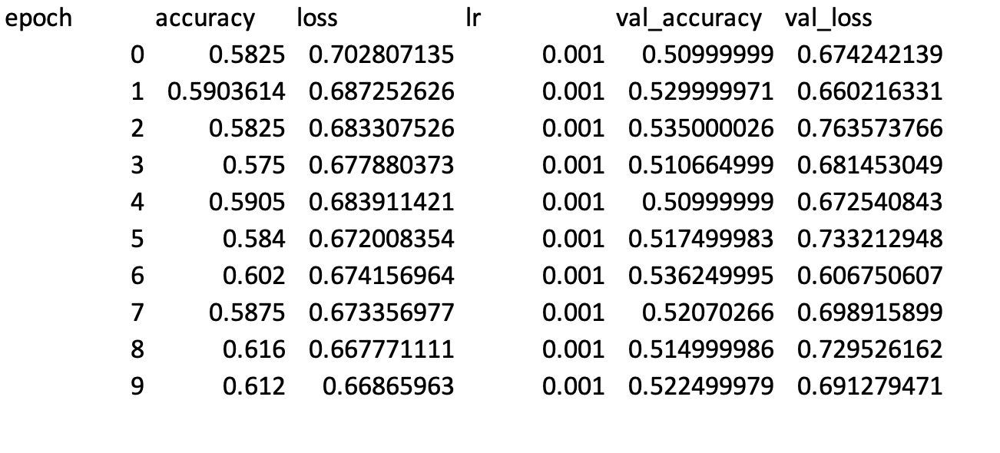 epoch accuracy loss lr val_accuracy val_loss
0 0.5825 0.702807135 0.001 0.50999999 0.674242139
1 0.5903614 0.687252626 0.001 0.529999971 0.660216331
2 0.5825 0.683307526 0.001 0.535000026 0.763573766
3 0.575 0.677880373 0.001 0.510664999 0.681453049
4 0.5905 0.683911421 0.001 0.50999999 0.672540843
5 0.584 0.672008354 0.001 0.517499983 0.733212948
6 0.602 0.674156964 0.001 0.536249995 0.606750607
7 0.5875 0.673356977 0.001 0.52070266 0.698915899
8 0.616 0.667771111 0.001 0.514999986 0.729526162
9 0.612 0.66865963 0.001 0.522499979 0.691279471